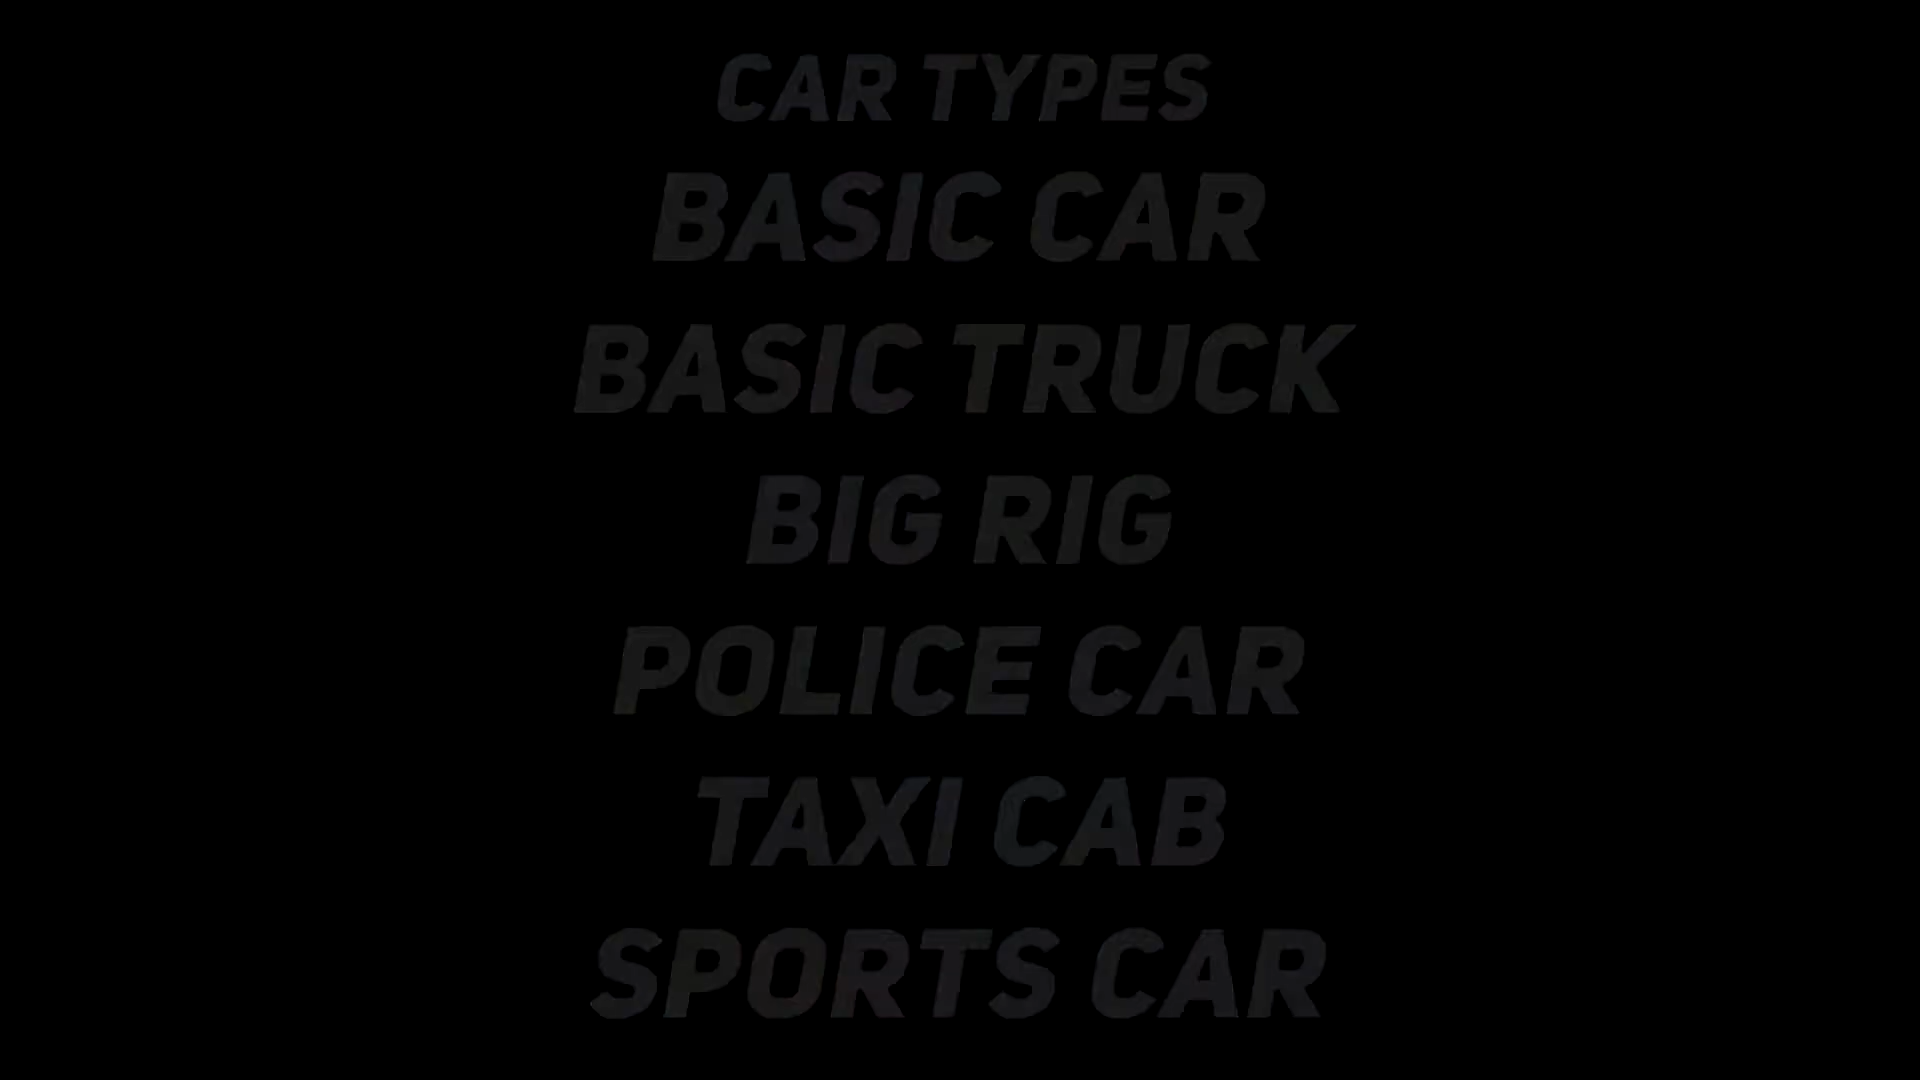 CAR TYPES
BASIC CAR
BASIC TRUCK
BIG RIG
POLICE CAR
TAXI CAB
SPORTS CAR